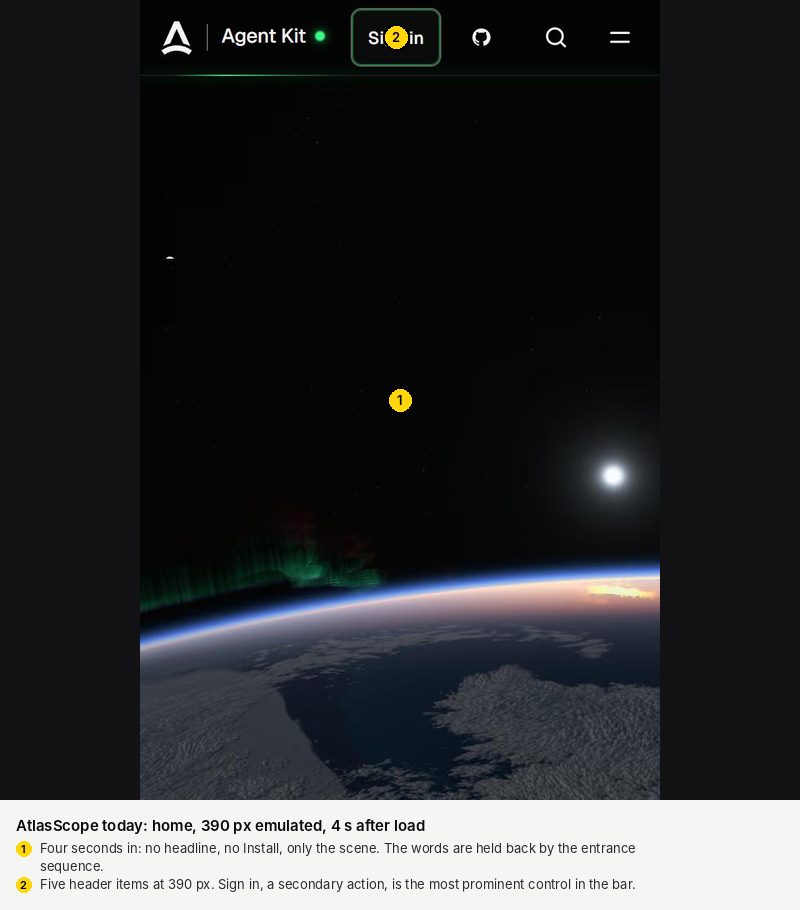 Agent Kit
Si 2 in
1
AtlasScope today: home, 390 px emulated, 4 s after load
1 Four seconds in: no headline, no Install, only the scene. The words are held back by the entrance
sequence.
2 Five header items at 390 px. Sign in, a secondary action, is the most prominent control in the bar.